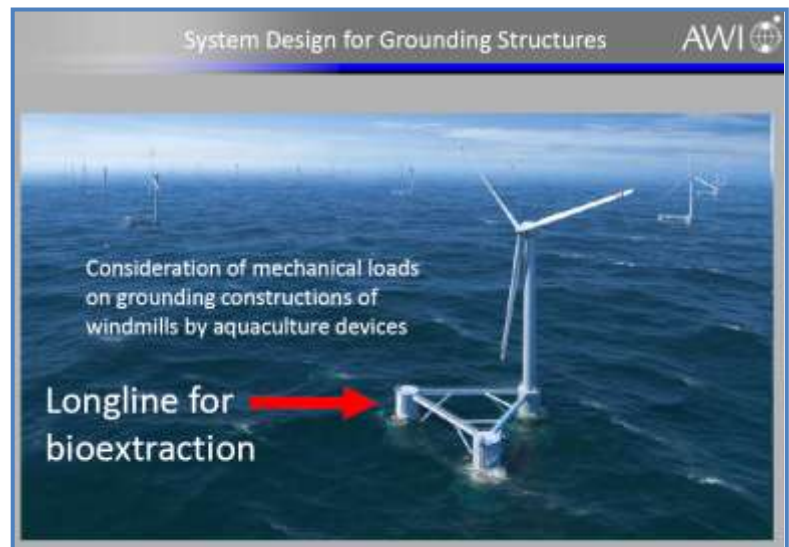 System Design for Grounding Structures
AWI
Consideration of mechanical loads
on grounding constructions of
windmills by aquaculture devices
Longline for
bioextraction